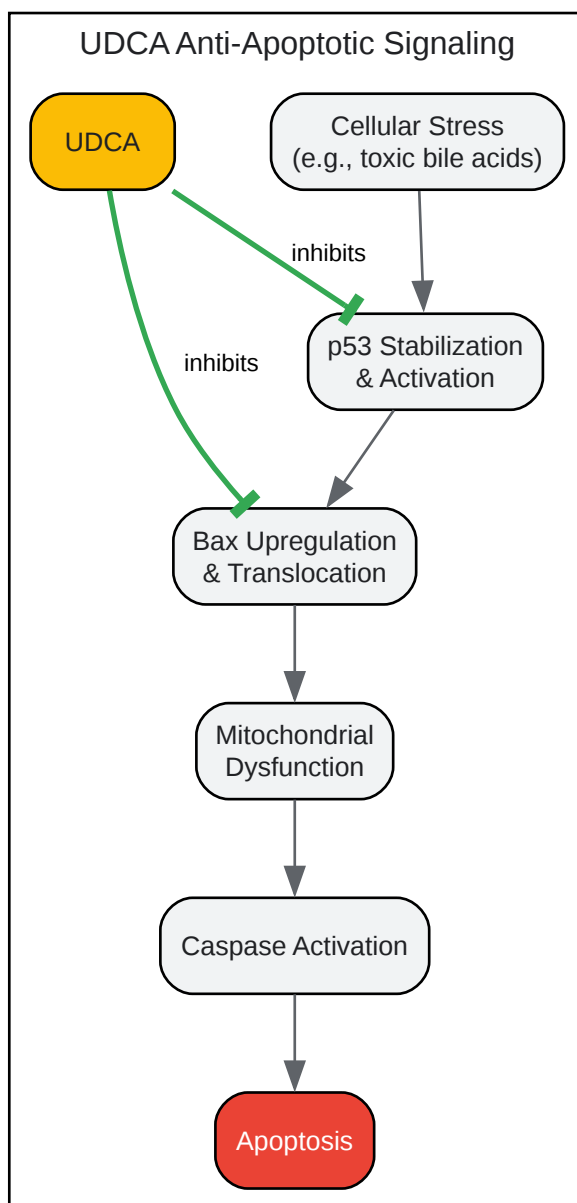 UDCA Anti-Apoptotic Signaling
UDCA
Cellular Stress
(e.g., toxic bile acids)
inhibits
p53 Stabilization
& Activation
inhibits
Bax Upregulation
& Translocation
Mitochondrial
Dysfunction
Caspase Activation
Apoptosis